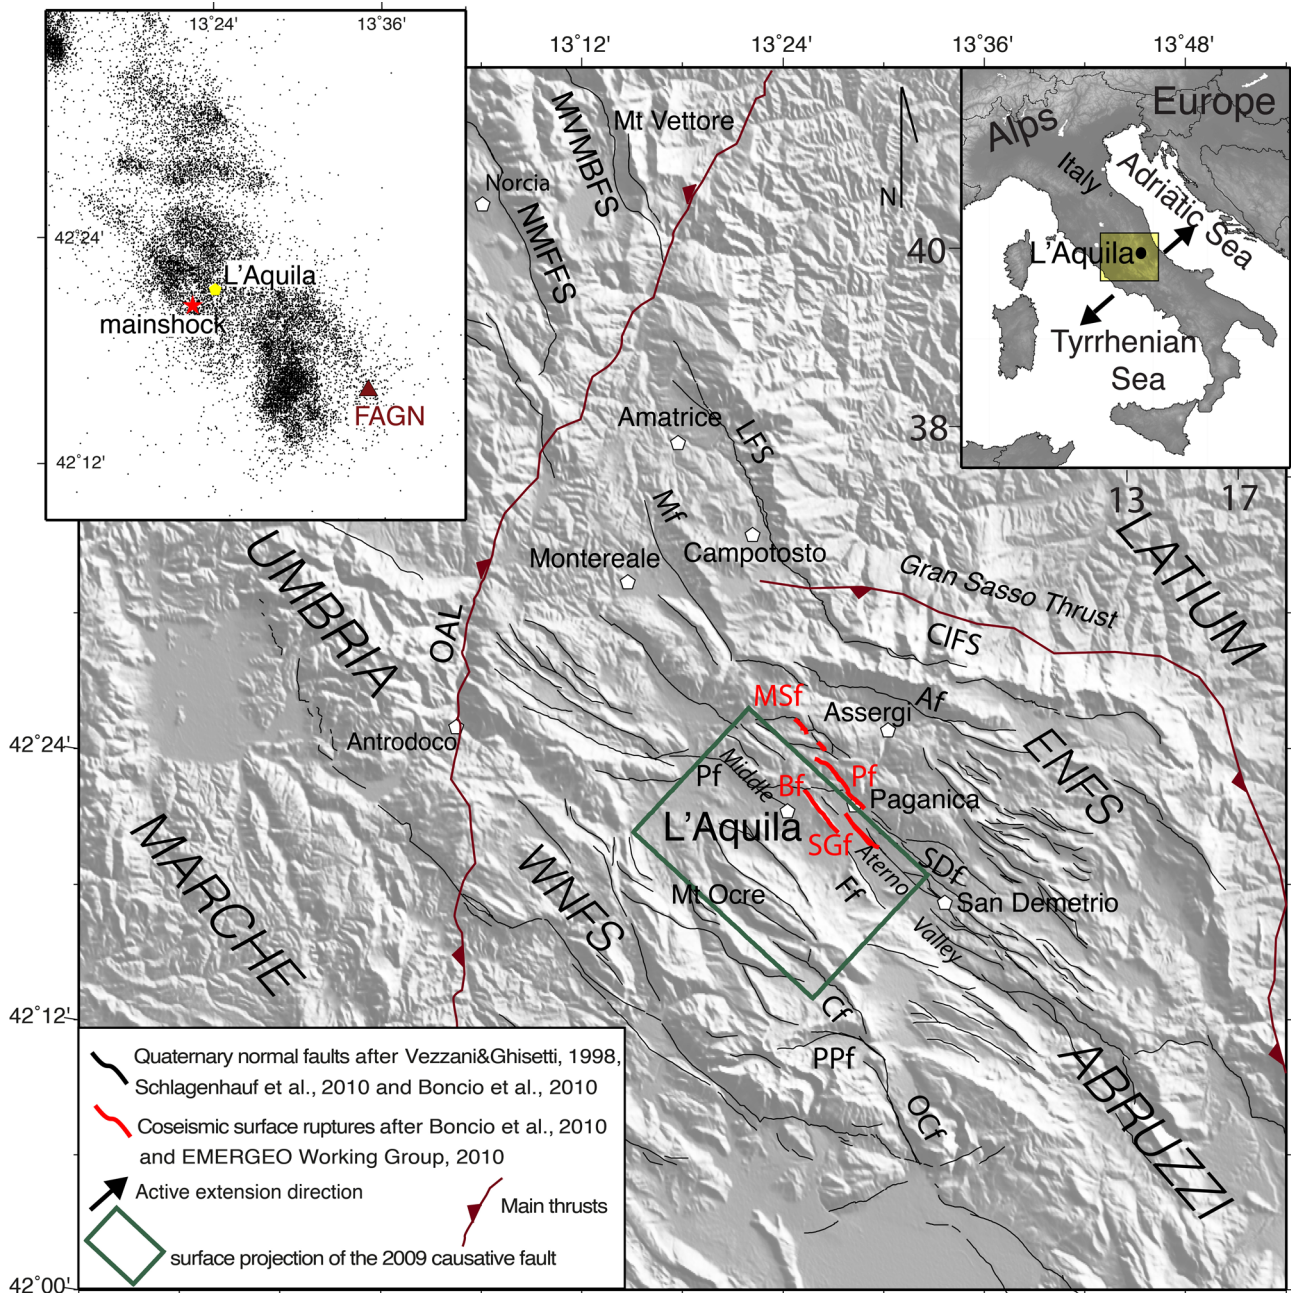 13˚24'
13˚36'
42˚24'
L'Aquila
mainshock
FAGN
42˚12'
13˚12'
13˚24'
13˚36'
13˚48'
Mt Vettore
MVMBFS
Norcia
NMFFS
N
Europe
Alps
Italy
Adriatic Sea
L'Aquila
Tyrrhenian
Sea
40
38
13
17
Amatrice
LFS
Mf
Montereale
Campotosto
Gran Sasso Thrust
LATIUM
UMBRIA
OAL
CIFS
MSf
Assergi
Af
ENFS
42˚24'
Antrodoco
Pf
Middle
Bf
Pf
Paganica
L'Aquila
SGf
Aterno
SDf
MARCHE
WNFS
Mt Ocre
Ff
San Demetrio
Valley
42˚12'
Cf
PPf
OCf
ABRUZZI
Quaternary normal faults after Vezzani&Ghisetti, 1998,
Schlagenhauf et al., 2010 and Boncio et al., 2010
Coseismic surface ruptures after Boncio et al., 2010
and EMERGEO Working Group, 2010
Active extension direction
Main thrusts
surface projection of the 2009 causative fault
42˚00'